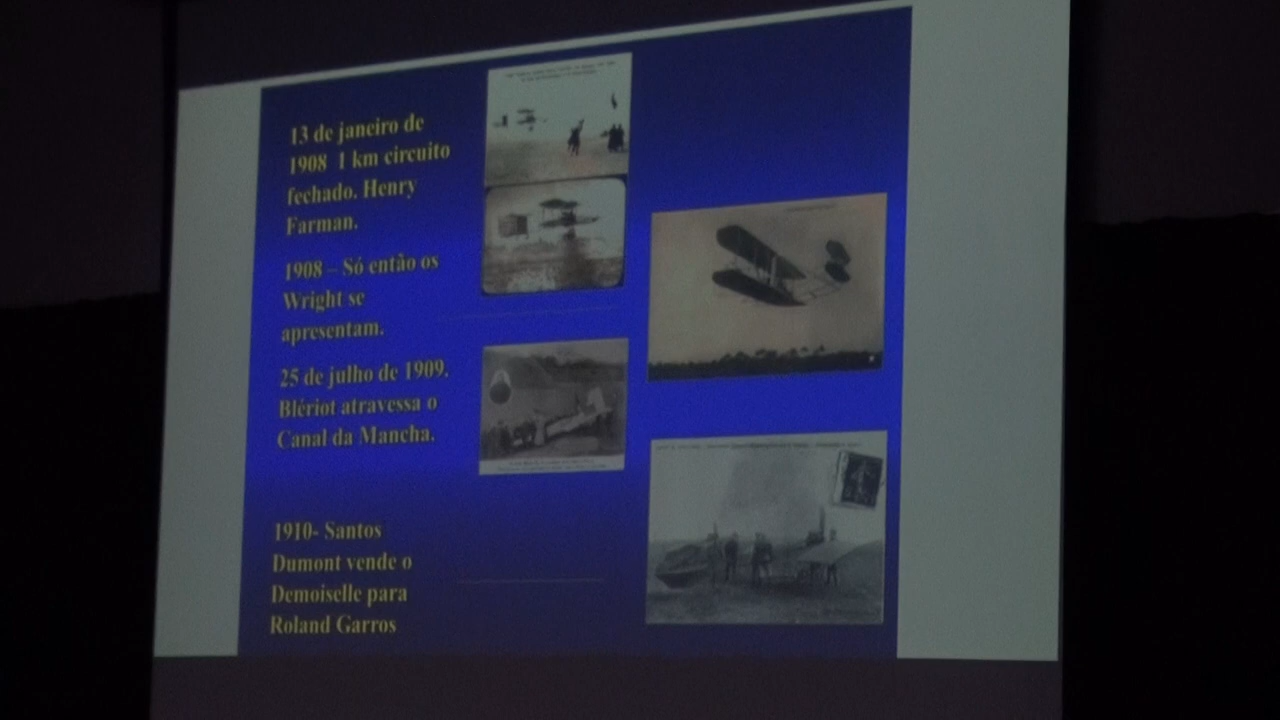 13 de janeiro de
1908 1 km circuito
fechado. Henry
Farman.
1908 – Só então os
Wright se
apresentam.
25 de julho de 1909.
Blériot atravessa o
Canal da Mancha.
1910- Santos
Dumont vende o
Demoiselle para
Roland Garros